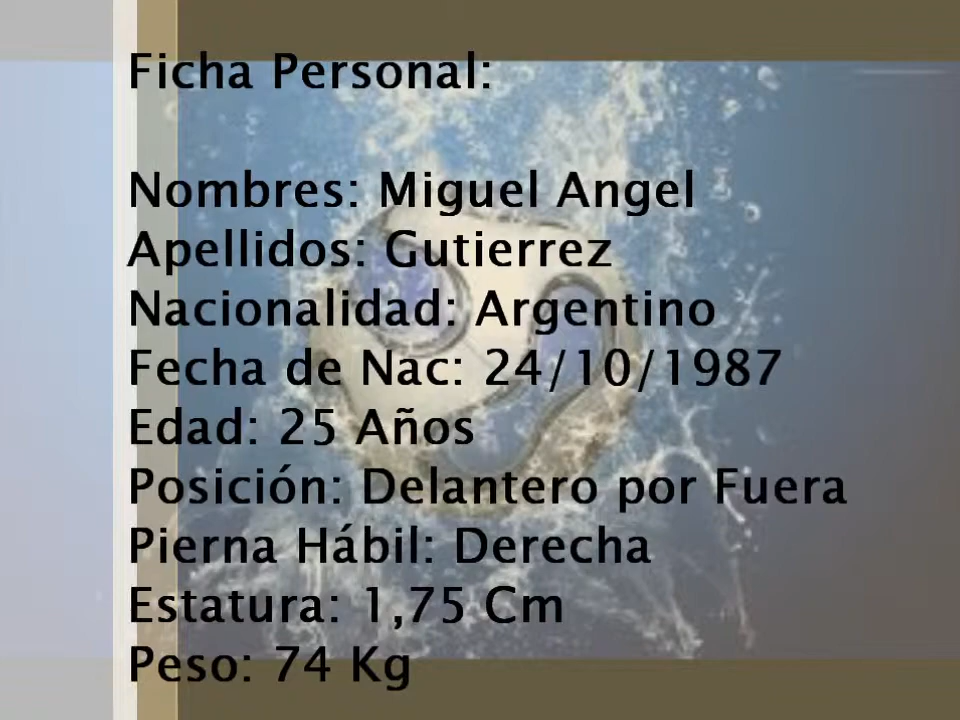 Ficha Personal:
Nombres: Miguel Angel
Apellidos: Gutierrez
Nacionalidad: Argentino
Fecha de Nac: 24/10/1987
Edad: 25 Años
Posición: Delantero por Fuera
Pierna Hábil: Derecha
Estatura: 1,75 Cm
Peso: 74 Kg